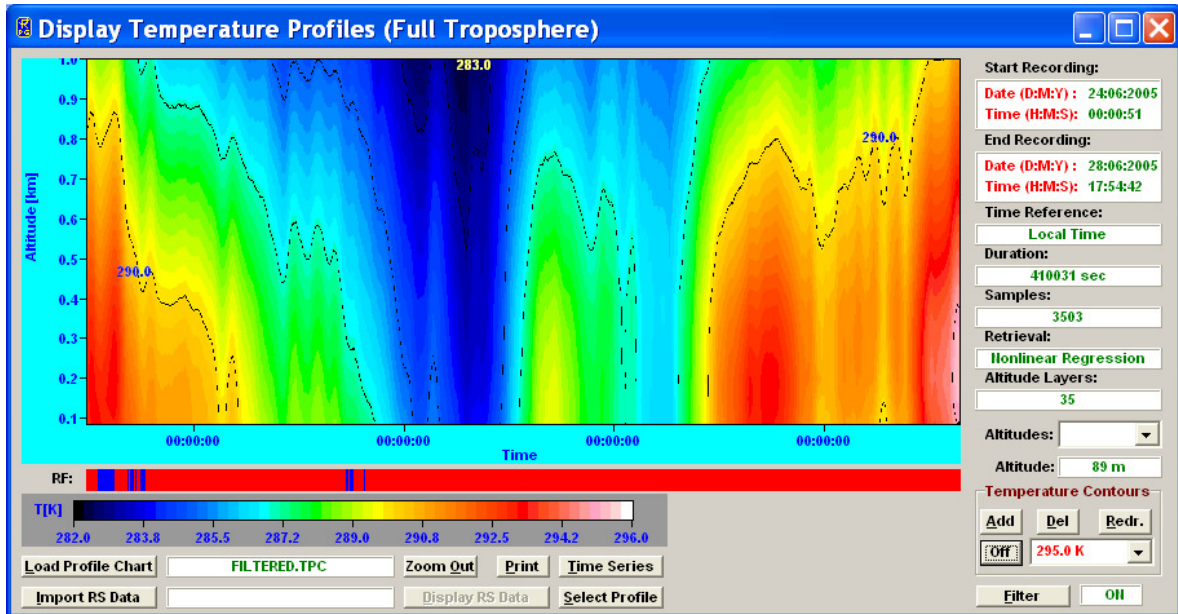 Display Temperature Profiles (Full Troposphere)
1.0
0.9
0.8
0.7
0.6
0.5
0.4
0.3
0.2
0.1
Altitude [km]
283.0
290.0
290.0
00:00:00 00:00:00 00:00:00 00:00:00
Time
RF:
T[K]
282.0 283.8 285.5 287.2 289.0 290.8 292.5 294.2 296.0
Load Profile Chart FILTERED.TPC Zoom Out Print Time Series
Import RS Data Display RS Data Select Profile
Start Recording:
Date (D:M:Y) : 24:06:2005
Time (H:M:S): 00:00:51
End Recording:
Date (D:M:Y) : 28:06:2005
Time (H:M:S): 17:54:42
Time Reference:
Local Time
Duration:
410031 sec
Samples:
3503
Retrieval:
Nonlinear Regression
Altitude Layers:
35
Altitudes:
Altitude: 89 m
Temperature Contours
Add Del Redr.
Off 295.0 K
Filter ON